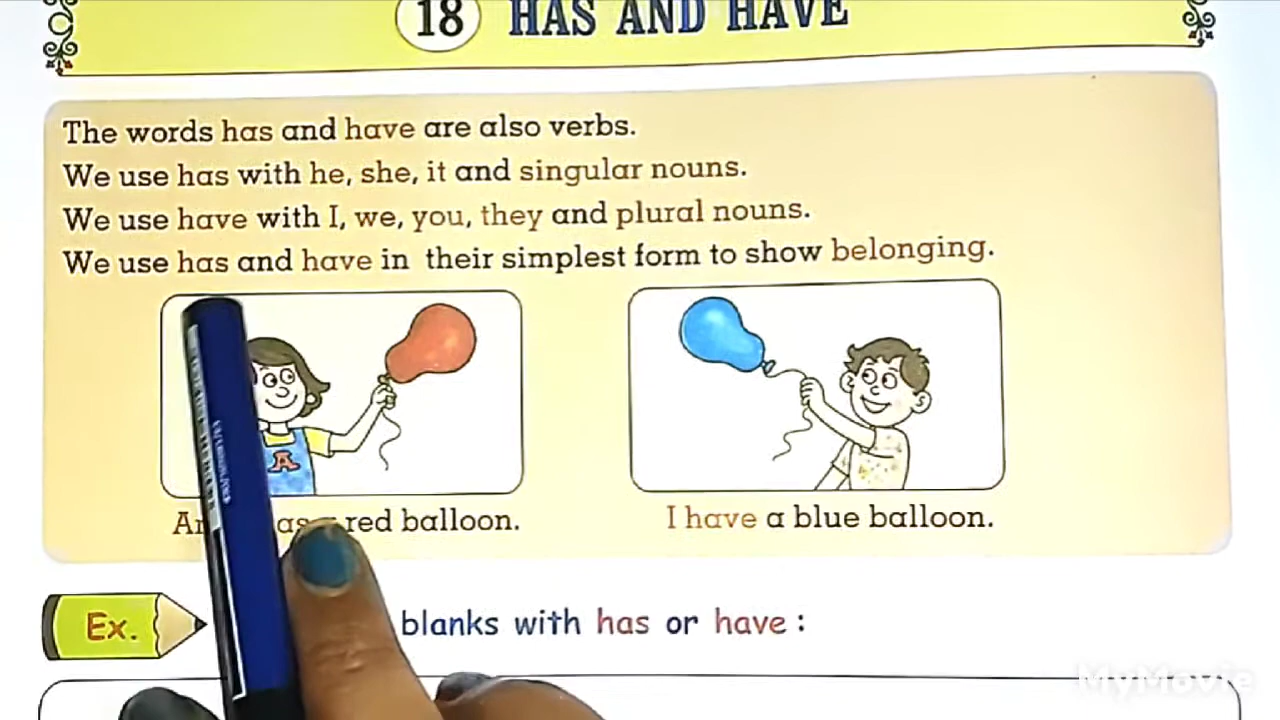 18 HAS AND HAVE
The words has and have are also verbs.
We use has with he, she, it and singular nouns.
We use have with I, we, you, they and plural nouns.
We use has and have in their simplest form to show belonging.
A
red balloon.
I have a blue balloon.
Ex. blanks with has or have :
MyMovie